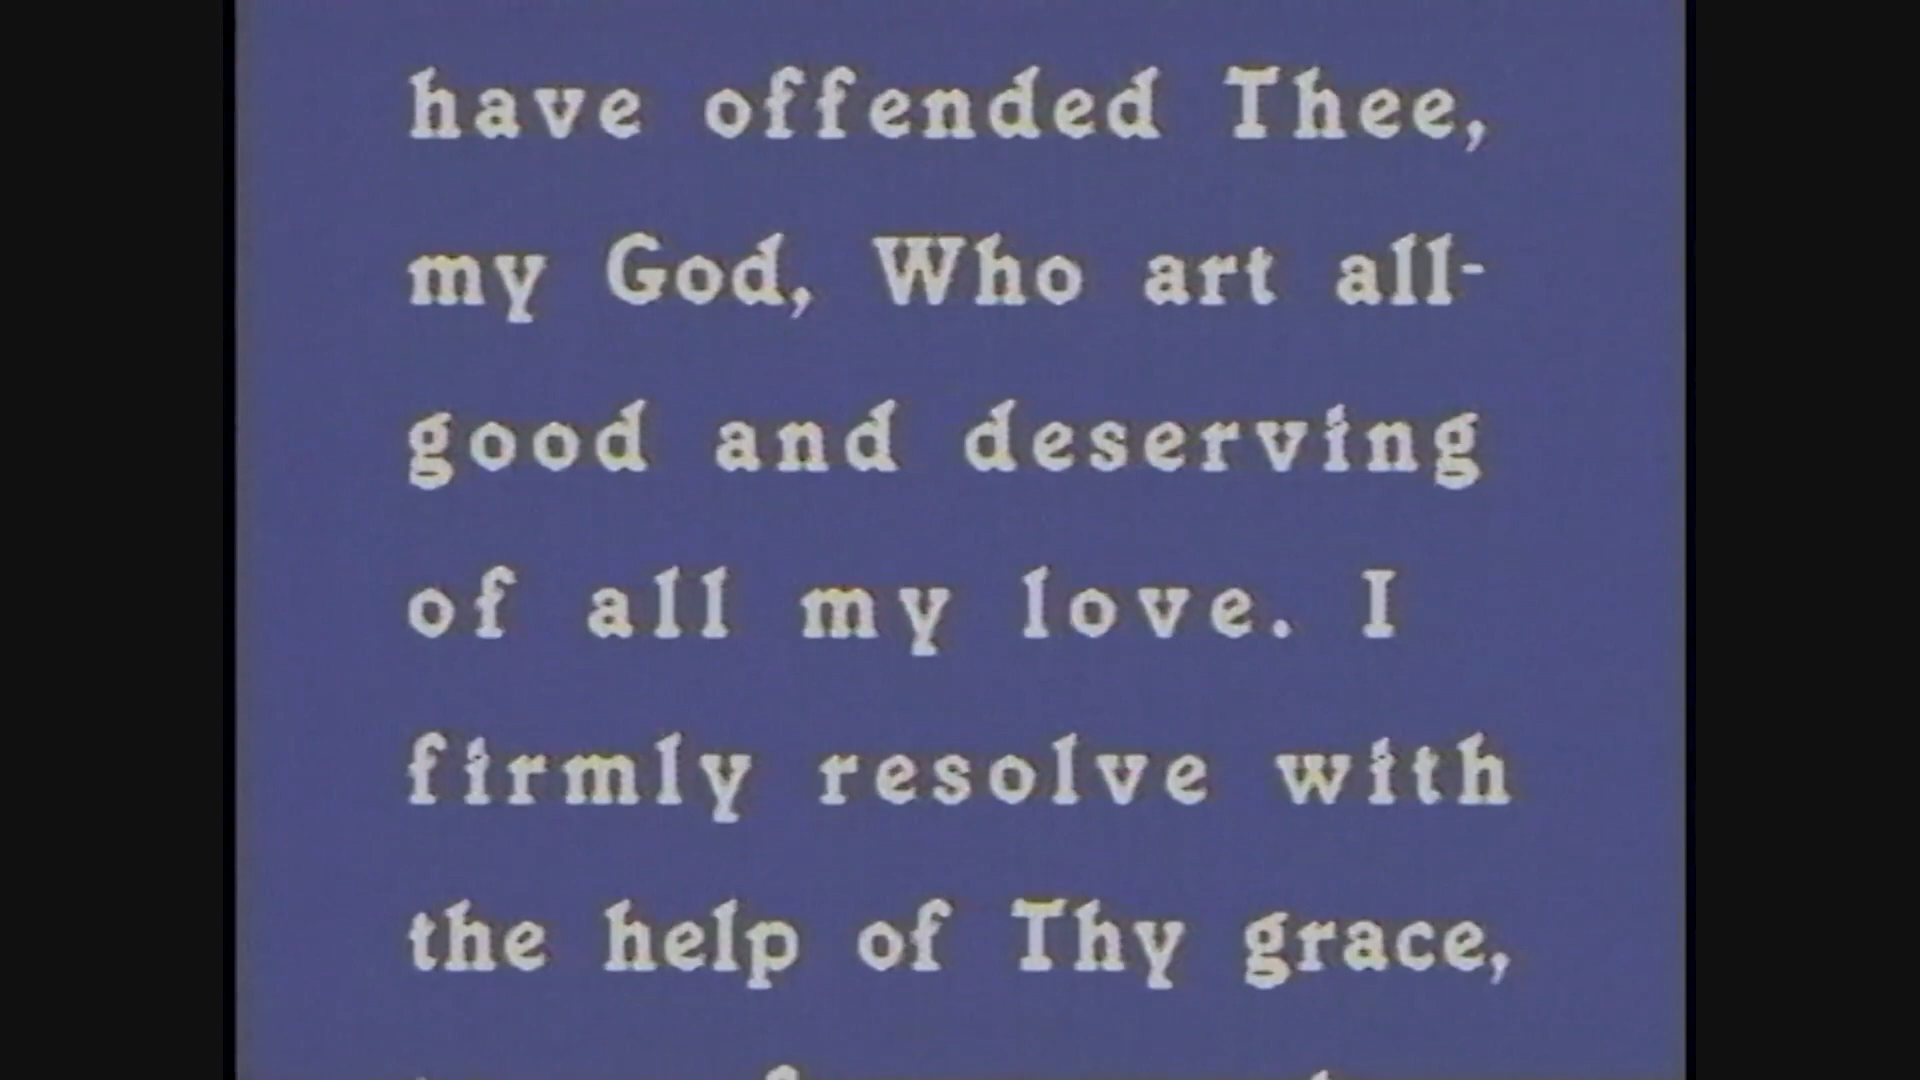 have offended Thee,
my God, Who art all-
good and deserving
of all my love. I
firmly resolve with
the help of Thy grace,